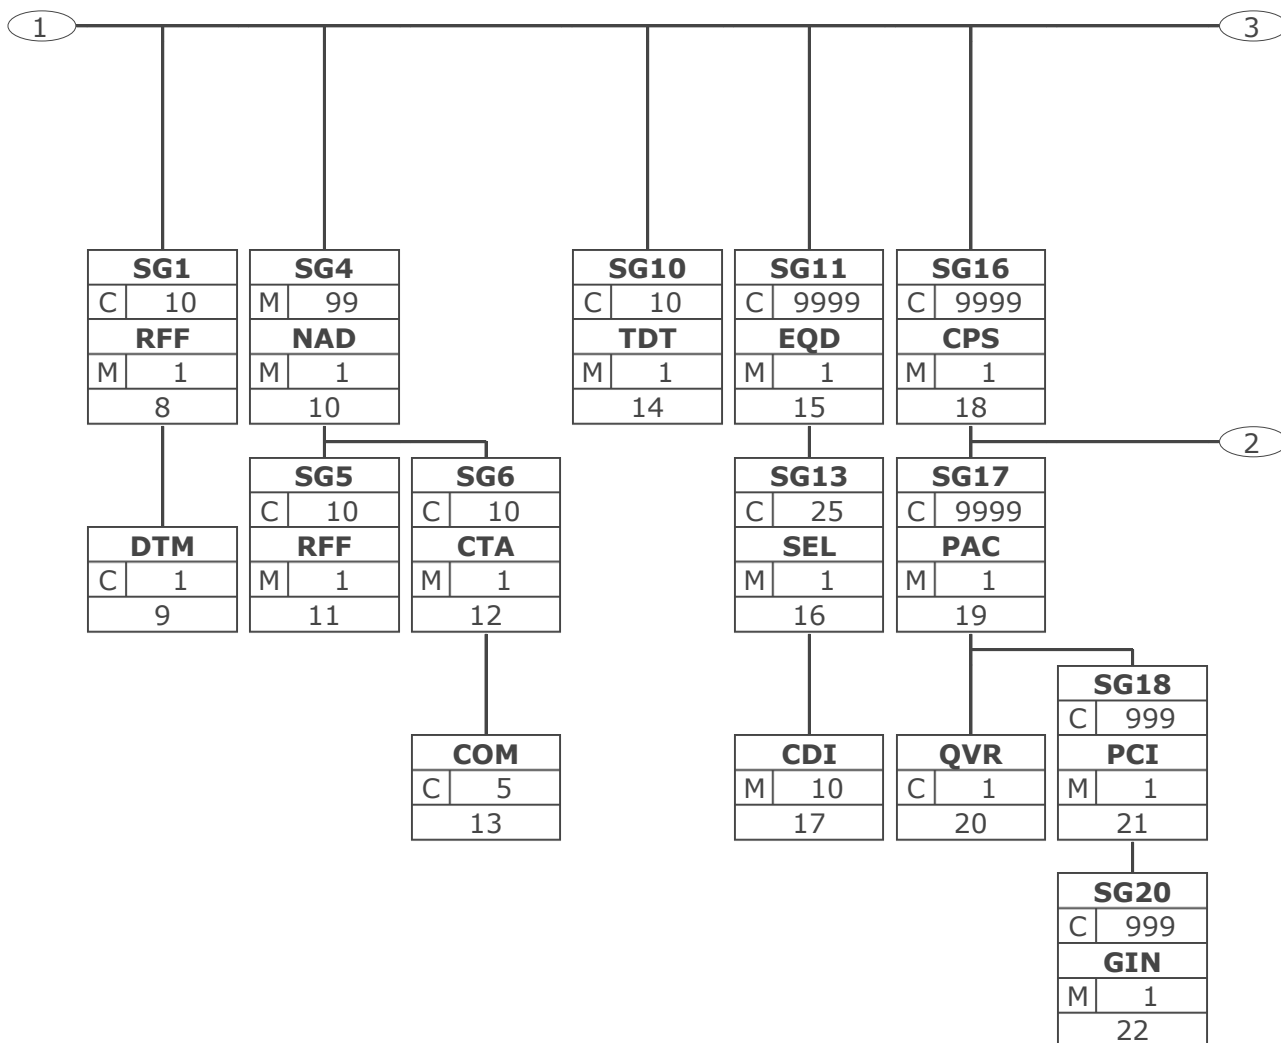 1 3
SG1 SG4 SG10 SG11 SG16
C 10 M 99 C 10 C 9999 C 9999
RFF NAD TDT EQD CPS
M 1 M 1 M 1 M 1 M 1
8 10 14 15 18
2
SG5 SG6 SG13 SG17
C 10 C 10 C 25 C 9999
DTM RFF CTA SEL PAC
C 1 M 1 M 1 M 1 M 1
9 11 12 16 19
SG18
C 999
COM CDI QVR PCI
C 5 M 10 C 1 M 1
13 17 20 21
SG20
C 999
GIN
M 1
22